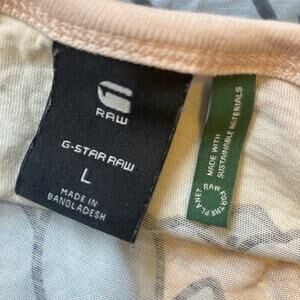 RAW
G-STAR RAW
L
MADE IN
BANGLADESH
MADE WITH
SUSTAINABLE MATERIALS
RAW
FOR THE PLANET